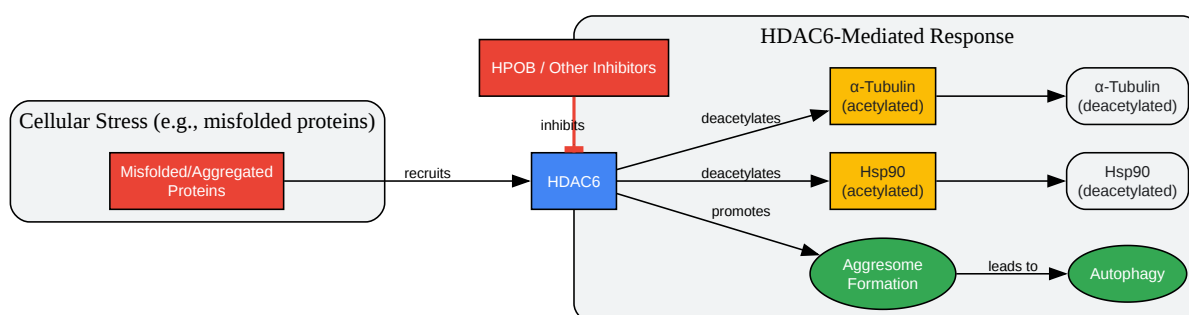 HDAC6-Mediated Response
HPOB / Other Inhibitors
α-Tubulin
(acetylated)
α-Tubulin
(deacetylated)
Cellular Stress (e.g., misfolded proteins)
inhibits
deacetylates
Misfolded/Aggregated
Proteins
recruits
HDAC6
deacetylates
Hsp90
(acetylated)
Hsp90
(deacetylated)
promotes
Aggresome
Formation
leads to
Autophagy